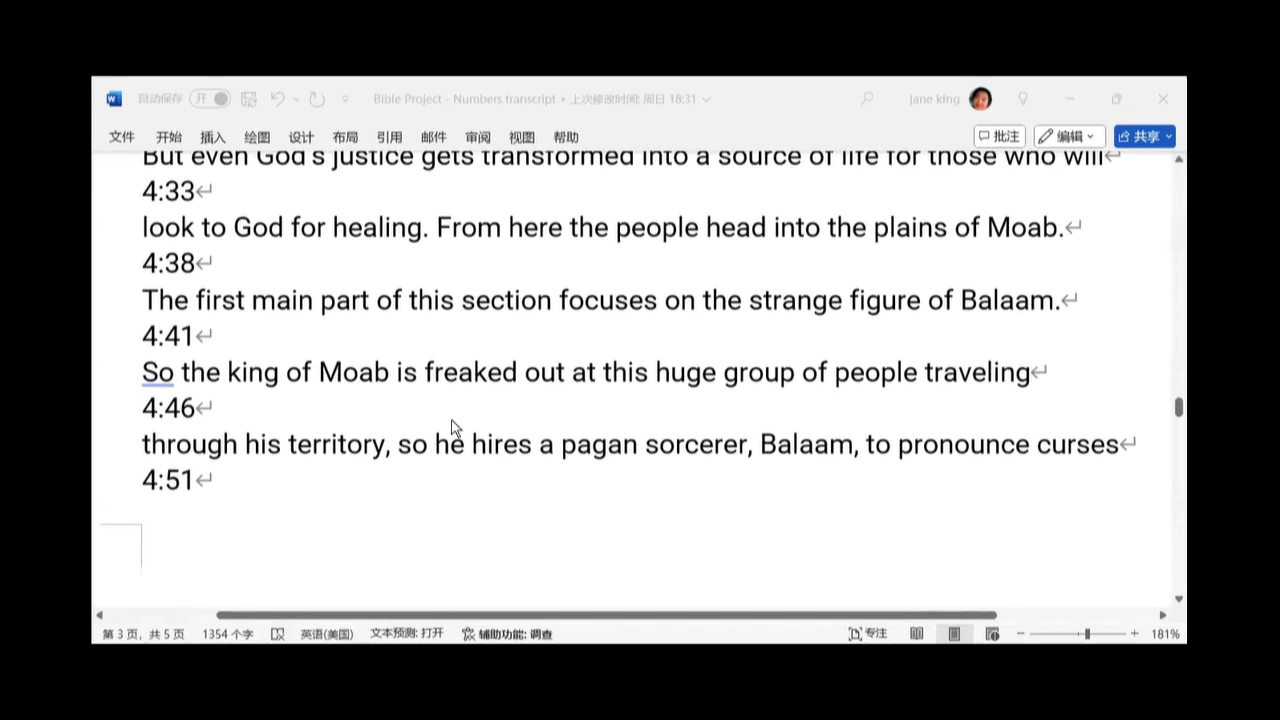 自动保存 开 Bible Project - Numbers transcript • 上次修改时间: 周日 18:31 jane king
文件 开始 插入 绘图 设计 布局 引用 邮件 审阅 视图 帮助 批注 编辑 共享
But even God's justice gets transformed into a source of life for those who will
4:33
look to God for healing. From here the people head into the plains of Moab.
4:38
The first main part of this section focuses on the strange figure of Balaam.
4:41
So the king of Moab is freaked out at this huge group of people traveling
4:46
through his territory, so he hires a pagan sorcerer, Balaam, to pronounce curses
4:51
第 3 页, 共 5 页 1354 个字 英语(美国) 文本预测: 打开 辅助功能: 调查 专注 181%